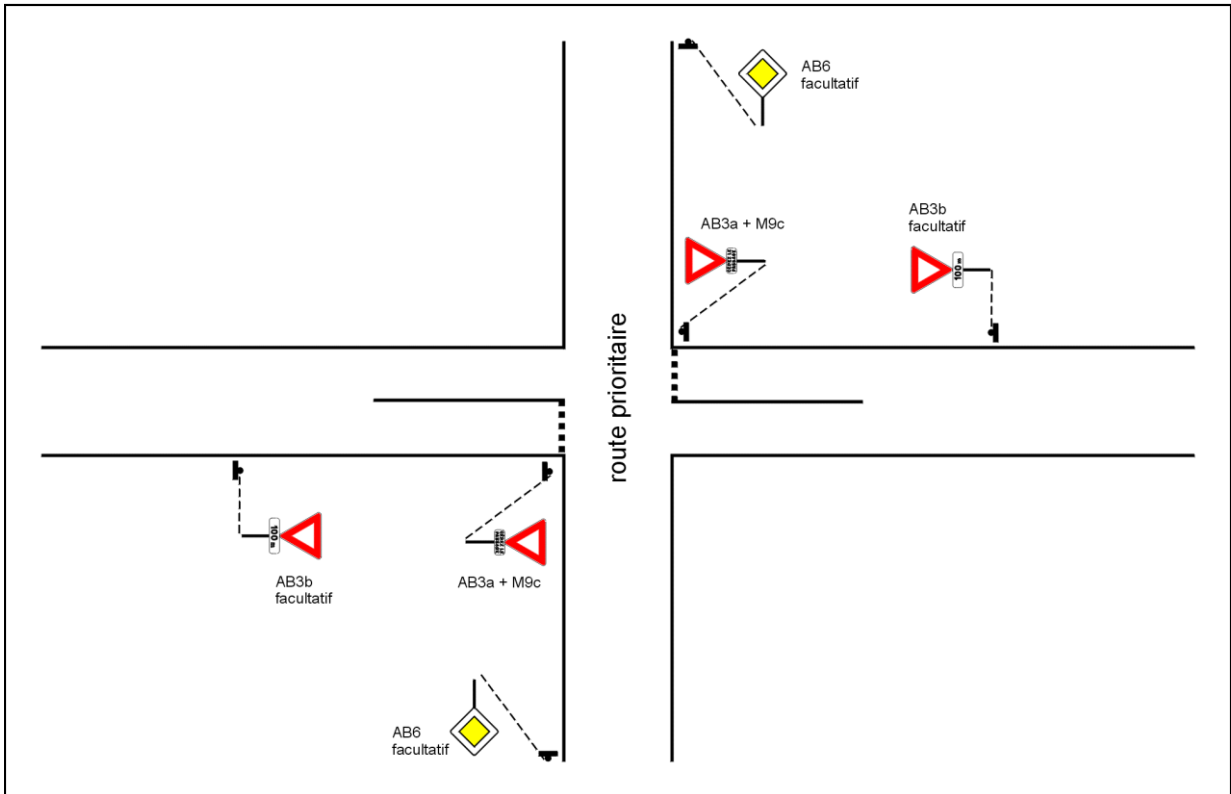 AB6
facultatif
AB3a + M9c
AB3b
facultatif
100 m
route prioritaire
100 m
AB3b
facultatif
AB3a + M9c
AB6
facultatif